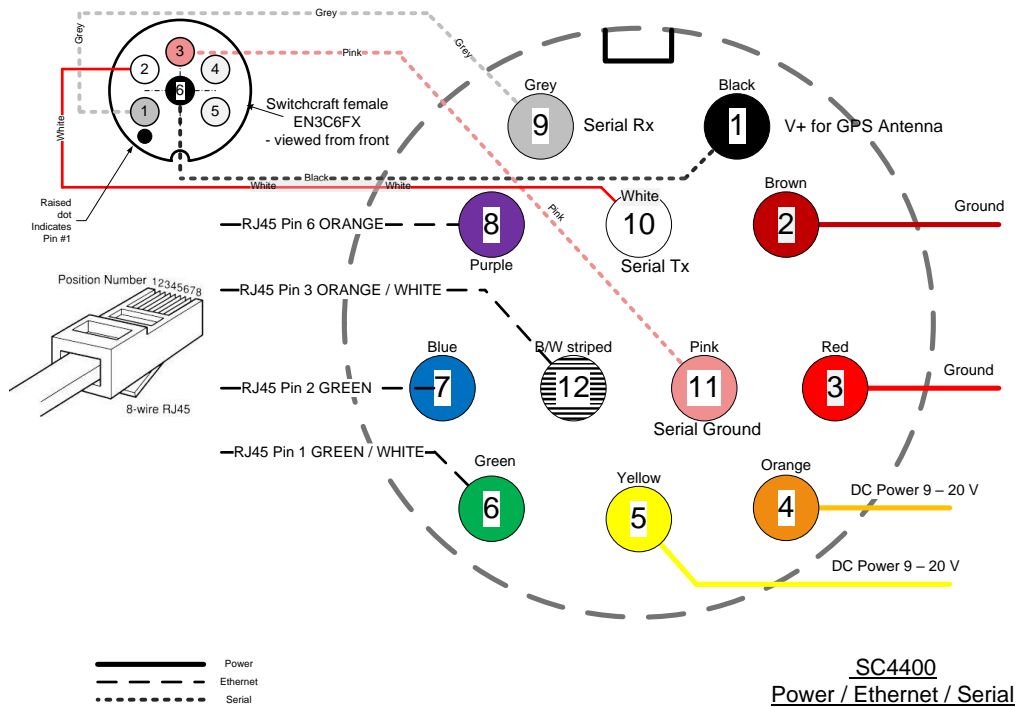 Grey
Grey
Grey
Pink
White
3
2
4
6
1
5
Switchcraft female
EN3C6FX
- viewed from front
Black
White
White
Pink
Raised
dot
Indicates
Pin #1
Grey
9
Serial Rx
Black
1
V+ for GPS Antenna
White
10
Serial Tx
Brown
2
Ground
RJ45 Pin 6 ORANGE
8
Purple
Position Number 12345678
8-wire RJ45
RJ45 Pin 3 ORANGE / WHITE
B/W striped
12
Pink
11
Serial Ground
Red
3
Ground
Blue
7
RJ45 Pin 2 GREEN
RJ45 Pin 1 GREEN / WHITE
Green
6
Yellow
5
Orange
4
DC Power 9 – 20 V
DC Power 9 – 20 V
Power
Ethernet
Serial
SC4400
Power / Ethernet / Serial